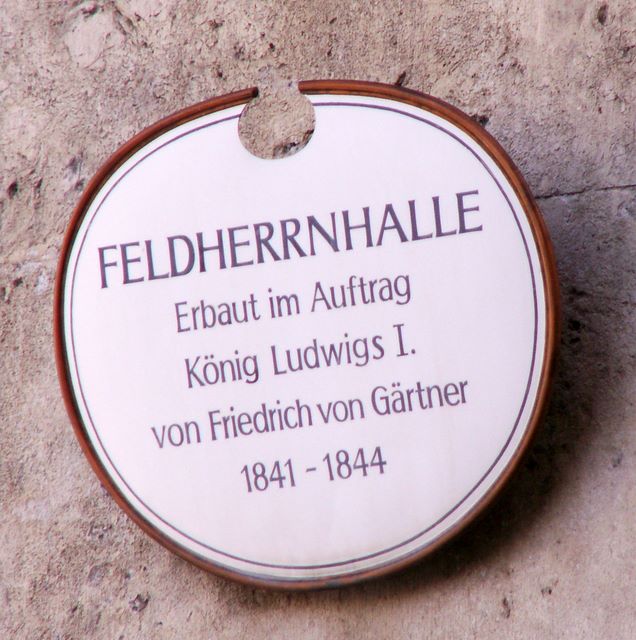 FELDHERRNHALLE
Erbaut im Auftrag
König Ludwigs I.
von Friedrich von Gärtner
1841 - 1844